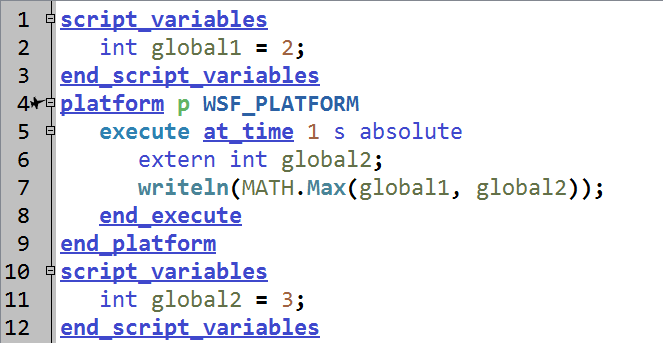 1 script_variables
2 int global1 = 2;
3 end_script_variables
4 platform p WSF_PLATFORM
5 execute at_time 1 s absolute
6 extern int global2;
7 writeln(MATH.Max(global1, global2));
8 end_execute
9 end_platform
10 script_variables
11 int global2 = 3;
12 end_script_variables